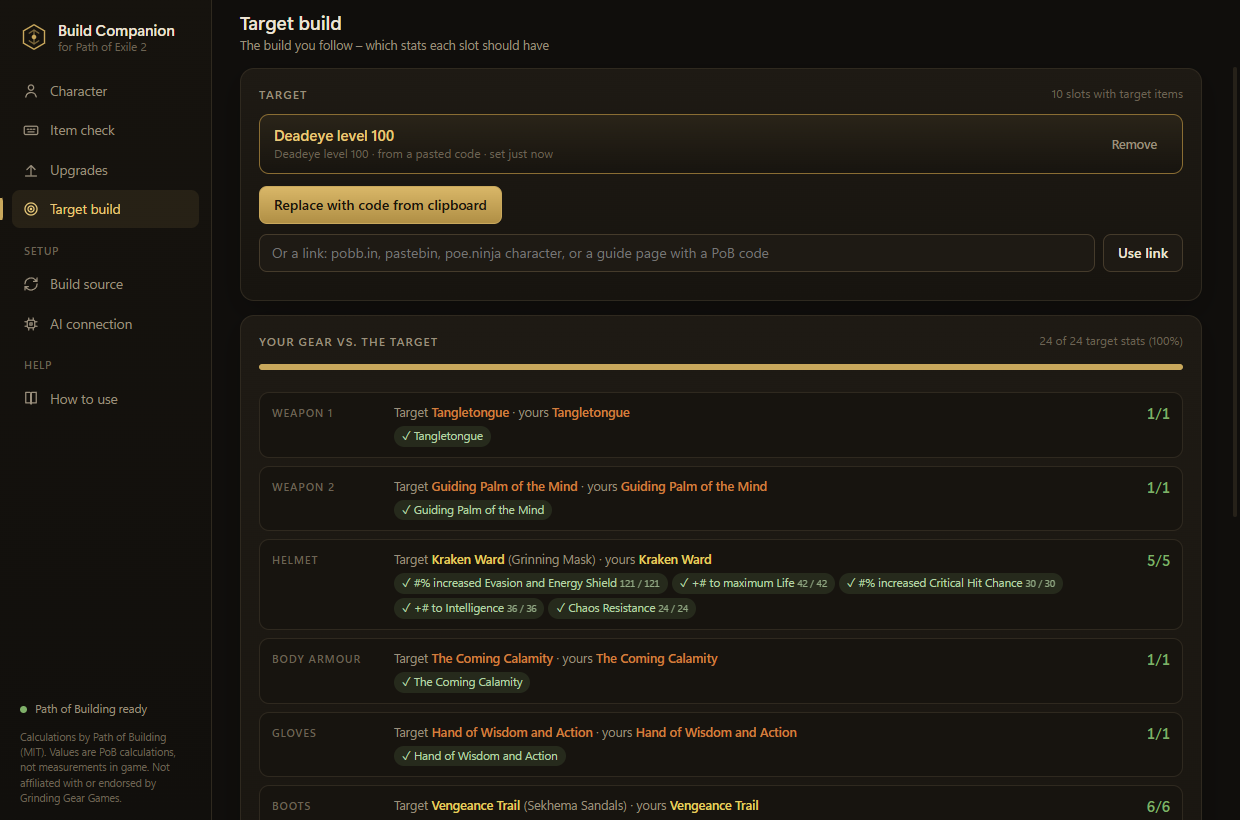 Build Companion
for Path of Exile 2
Character
Item check
Upgrades
Target build
SETUP
Build source
AI connection
HELP
How to use
Path of Building ready
Calculations by Path of Building
(MIT). Values are PoB calculations,
not measurements in game. Not
affiliated with or endorsed by
Grinding Gear Games.
Target build
The build you follow – which stats each slot should have
TARGET
10 slots with target items
Deadeye level 100
Deadeye level 100 · from a pasted code · set just now
Remove
Replace with code from clipboard
Or a link: pobb.in, pastebin, poe.ninja character, or a guide page with a PoB code
Use link
YOUR GEAR VS. THE TARGET
24 of 24 target stats (100%)
WEAPON 1
Target Tangletongue · yours Tangletongue
1/1
✓ Tangletongue
WEAPON 2
Target Guiding Palm of the Mind · yours Guiding Palm of the Mind
1/1
✓ Guiding Palm of the Mind
HELMET
Target Kraken Ward (Grinning Mask) · yours Kraken Ward
5/5
✓ #% increased Evasion and Energy Shield 121 / 121 ✓ +# to maximum Life 42 / 42 ✓ #% increased Critical Hit Chance 30 / 30
✓ +# to Intelligence 36 / 36 ✓ Chaos Resistance 24 / 24
BODY ARMOUR
Target The Coming Calamity · yours The Coming Calamity
1/1
✓ The Coming Calamity
GLOVES
Target Hand of Wisdom and Action · yours Hand of Wisdom and Action
1/1
✓ Hand of Wisdom and Action
BOOTS
Target Vengeance Trail (Sekhema Sandals) · yours Vengeance Trail
6/6